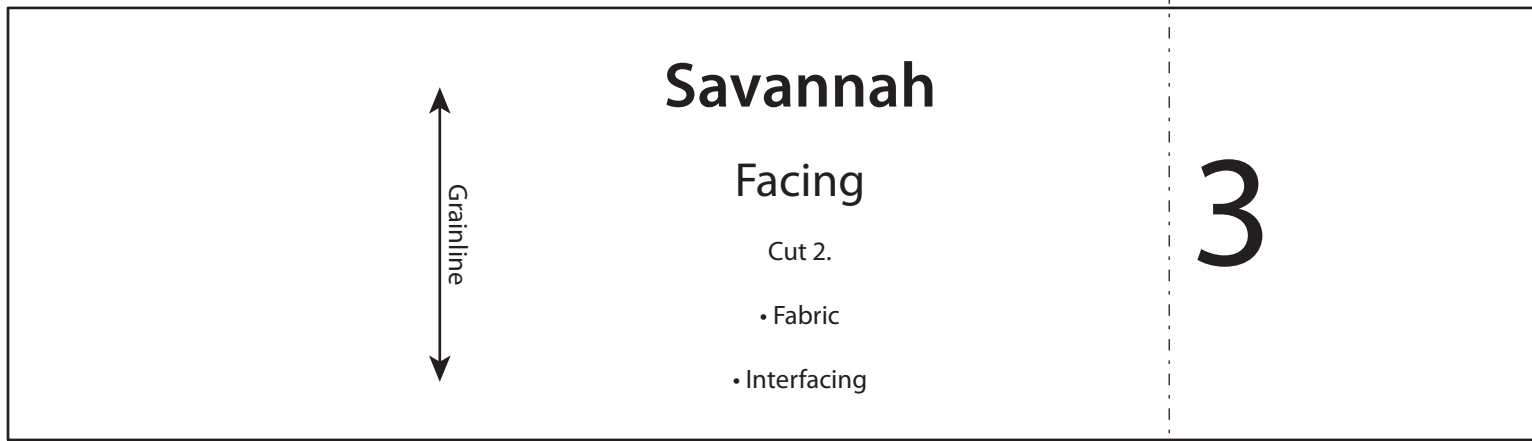 Savannah
Facing
Cut 2.
• Fabric
• Interfacing
Grainline
3